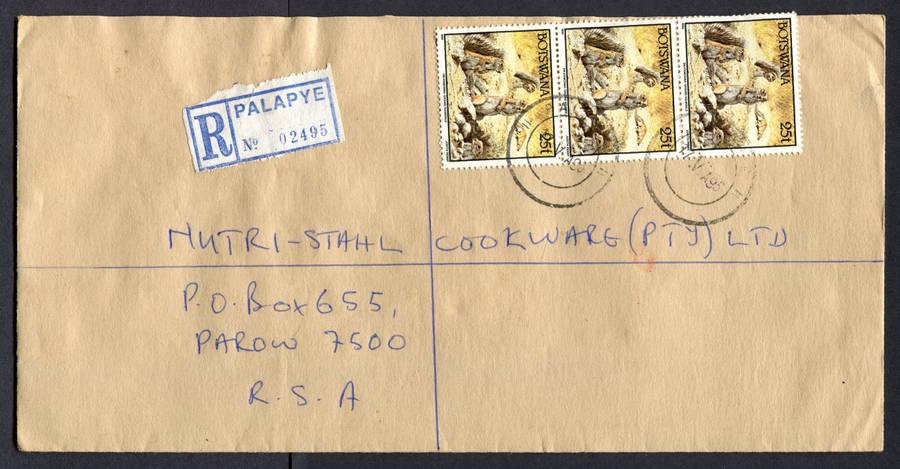 BOTSWANA BOTSWANA BOTSWANA
25t 25t 25t
PALAPYE
R No 02495
NUTRI-STAHL COOKWARE (PTY) LTD
P.O. Box 655,
PAROW 7500
R.S.A